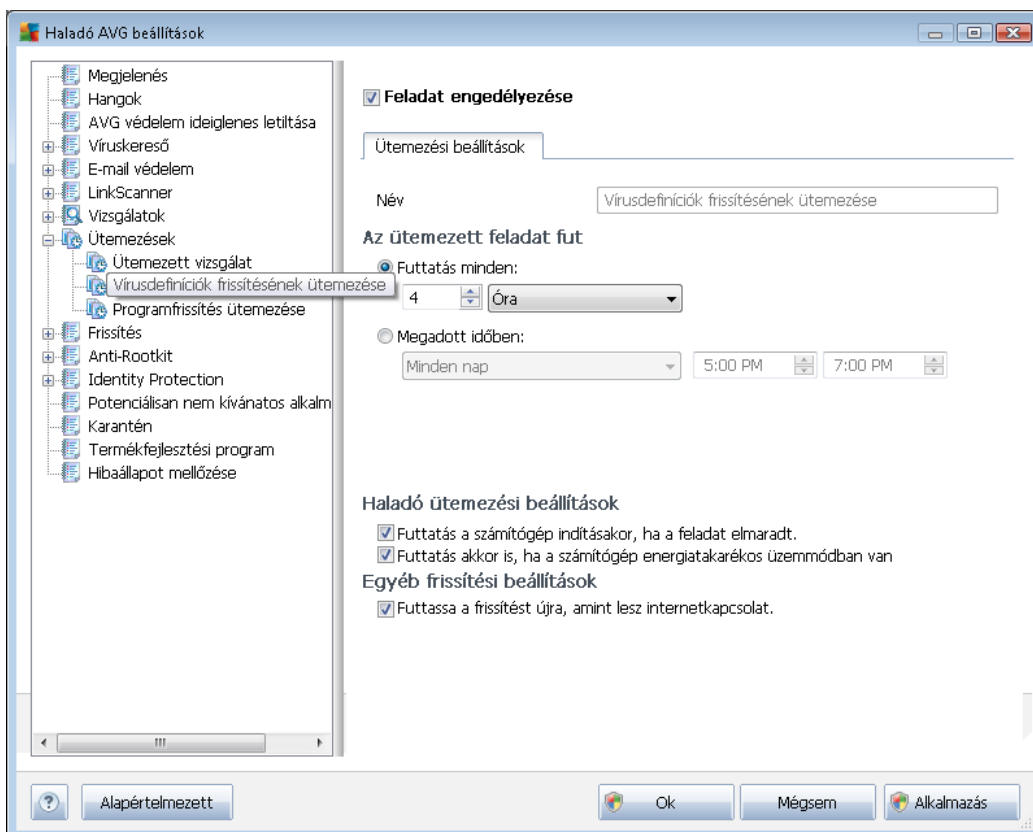 Haladó AVG beállítások
Megjelenés
Hangok
AVG védelem ideiglenes letiltása
Víruskereső
E-mail védelem
LinkScanner
Vizsgálatok
Ütemezések
Ütemezett vizsgálat
Vírusdefiníciók frissítésének ütemezése
Programfrissítés ütemezése
Frissítés
Anti-Rootkit
Identity Protection
Potenciálisan nem kívánatos alkalm
Karantén
Termékfejlesztési program
Hibaállapot mellőzése
Feladat engedélyezése
Ütemezési beállítások
Név
Vírusdefiníciók frissítésének ütemezése
Az ütemezett feladat fut
Futtatás minden:
4 Óra
Megadott időben:
Minden nap 5:00 PM 7:00 PM
Haladó ütemezési beállítások
Futtatás a számítógép indításakor, ha a feladat elmaradt.
Futtatás akkor is, ha a számítógép energiatakarékos üzemmódban van
Egyéb frissítési beállítások
Futtassa a frissítést újra, amint lesz internetkapcsolat.
? Alapértelmezett Ok Mégsem Alkalmazás